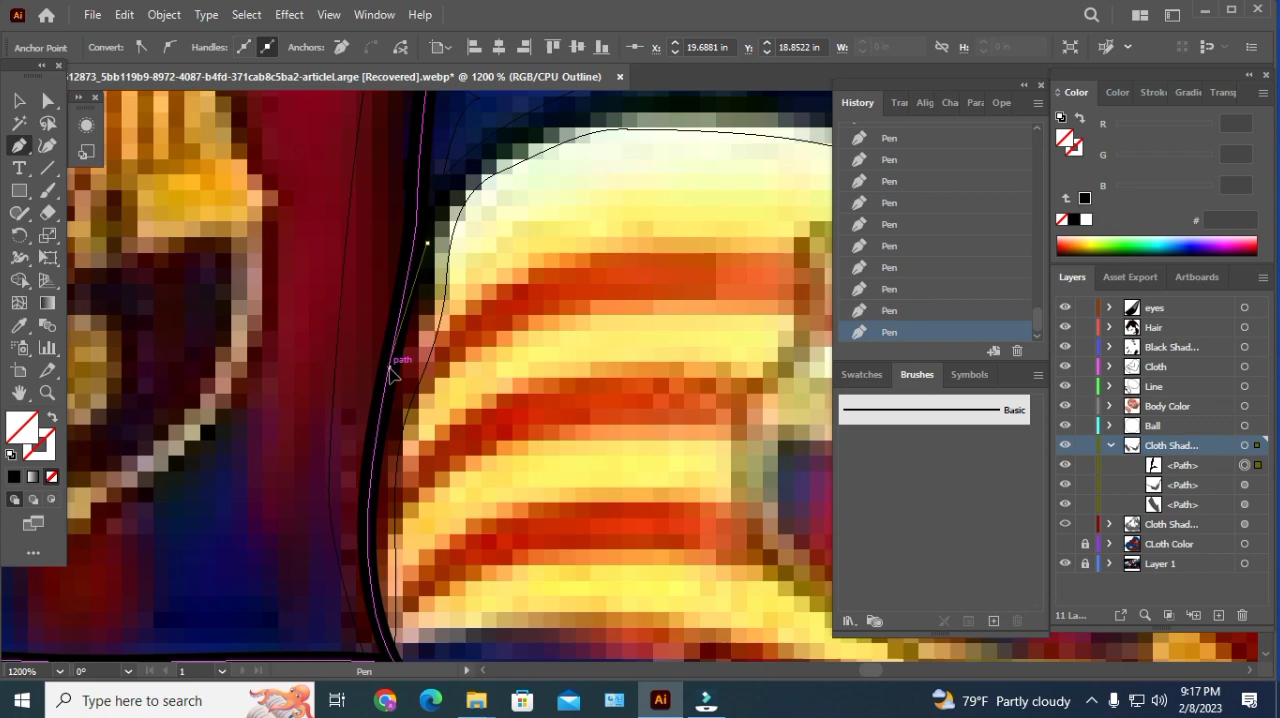 Ai File Edit Object Type Select Effect View Window Help
Anchor Point Convert: Handles: Anchors: X: 19.6881 in Y: 18.8522 in W: 0 in H: 0 in
12873_5bb119b9-8972-4087-b4fd-371cab8c5ba2-articleLarge [Recovered].webp* @ 1200 % (RGB/CPU Outline) ×
History Tra Alig Cha Para Ope
Pen
Pen
Pen
Pen
Pen
Pen
Pen
Pen
Pen
Pen
Swatches Brushes Symbols
Basic
Color Color Strok Gradi Transp
R
G
B
#
Layers Asset Export Artboards
eyes
Hair
Black Shad...
Cloth
Line
Body Color
Ball
Cloth Shad...
<Path>
<Path>
<Path>
Cloth Shad...
CLoth Color
Layer 1
11 La...
path
1200% 0° 1 Pen
Type here to search
Ai
79°F Partly cloudy
9:17 PM
2/8/2023